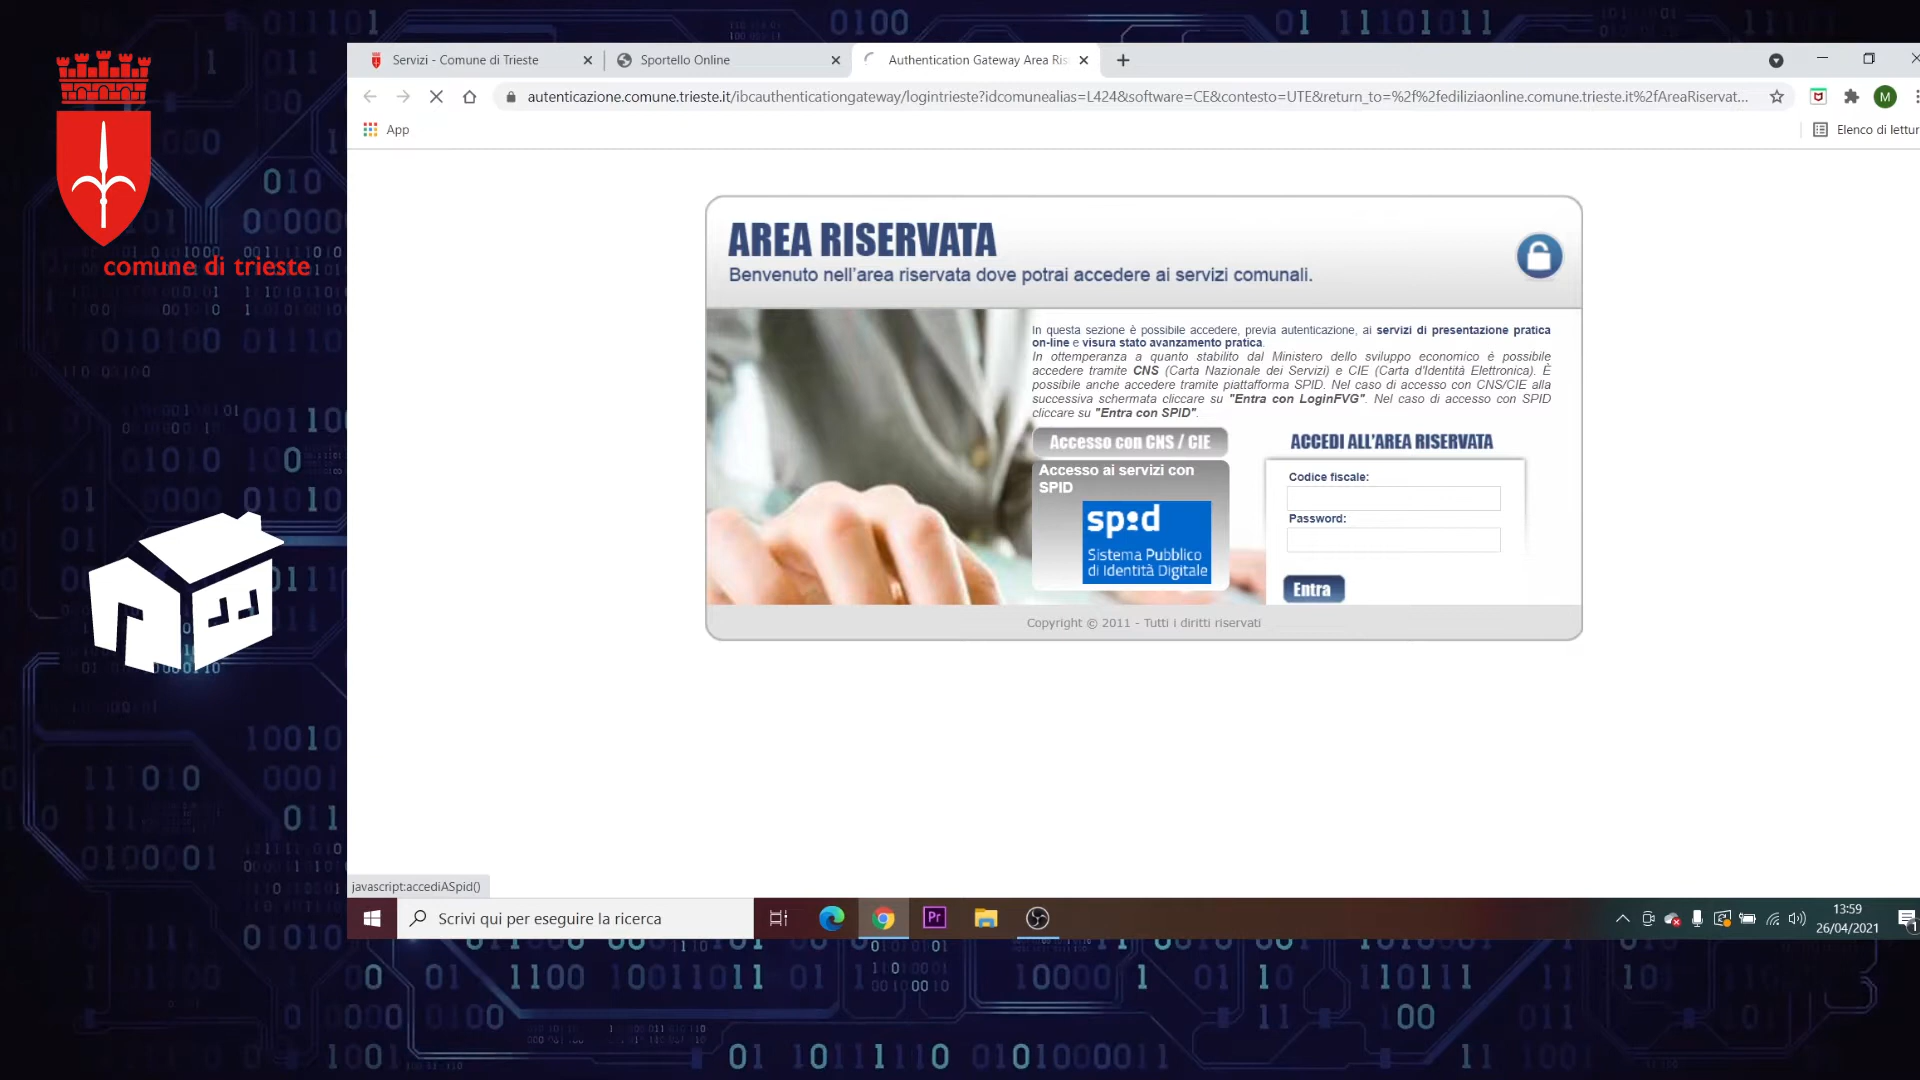 comune di trieste
Servizi - Comune di Trieste
Sportello Online
Authentication Gateway Area Ris
autenticazione.comune.trieste.it/ibcauthenticationgateway/logintrieste?idcomunealias=L424&software=CE&contesto=UTE&return_to=%2f%2fediliziaonline.comune.trieste.it%2fAreaRiservat...
M
App
Elenco di lettur
AREA RISERVATA
Benvenuto nell'area riservata dove potrai accedere ai servizi comunali.
In questa sezione è possibile accedere, previa autenticazione, ai servizi di presentazione pratica
on-line e visura stato avanzamento pratica.
In ottemperanza a quanto stabilito dal Ministero dello sviluppo economico è possibile
accedere tramite CNS (Carta Nazionale dei Servizi) e CIE (Carta d'Identità Elettronica). È
possibile anche accedere tramite piattafforma SPID. Nel caso di accesso con CNS/CIE alla
successiva schermata cliccare su "Entra con LoginFVG". Nel caso di accesso con SPID
cliccare su "Entra con SPID".
Accesso con CNS / CIE
Accesso ai servizi con
SPID
spid
Sistema Pubblico
di Identità Digitale
ACCEDI ALL'AREA RISERVATA
Codice fiscale:
Password:
Entra
Copyright © 2011 - Tutti i diritti riservati
javascript:accediASpid()
Scrivi qui per eseguire la ricerca
Pr
13:59
26/04/2021
1